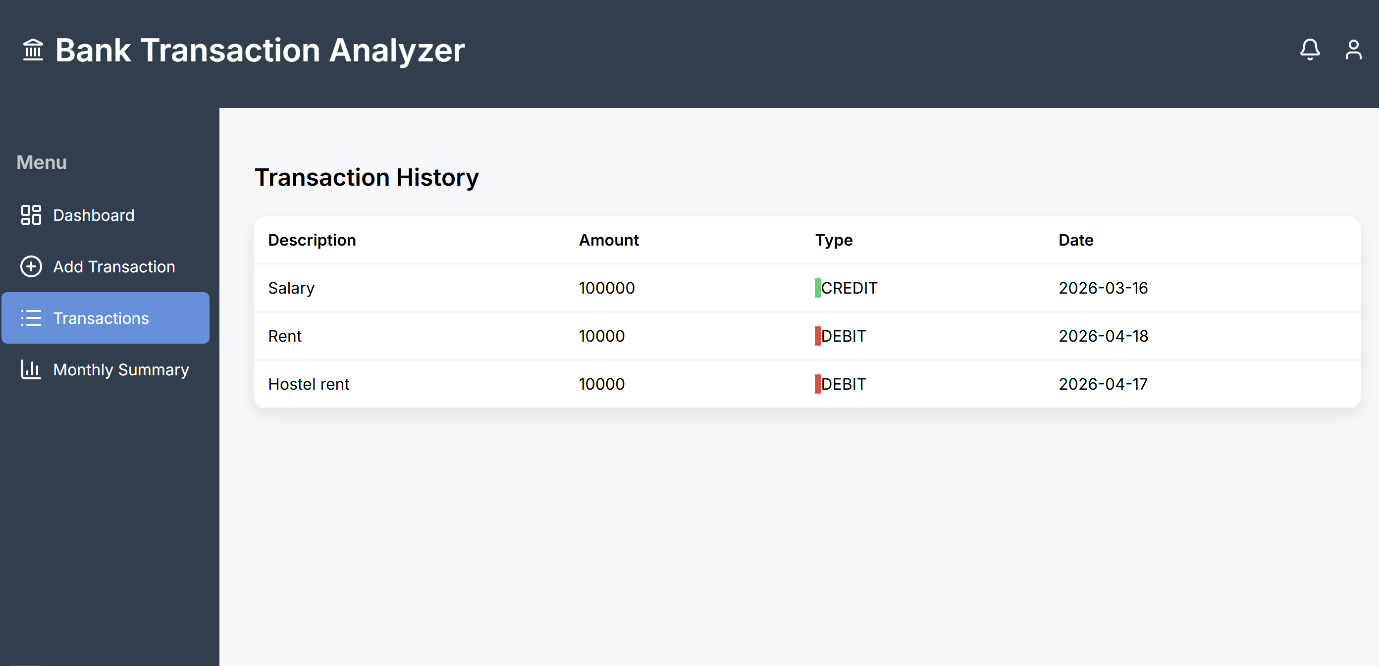 Bank Transaction Analyzer
Menu
Dashboard
Add Transaction
Transactions
Monthly Summary
Transaction History
Description Amount Type Date
Salary 100000 CREDIT 2026-03-16
Rent 10000 DEBIT 2026-04-18
Hostel rent 10000 DEBIT 2026-04-17